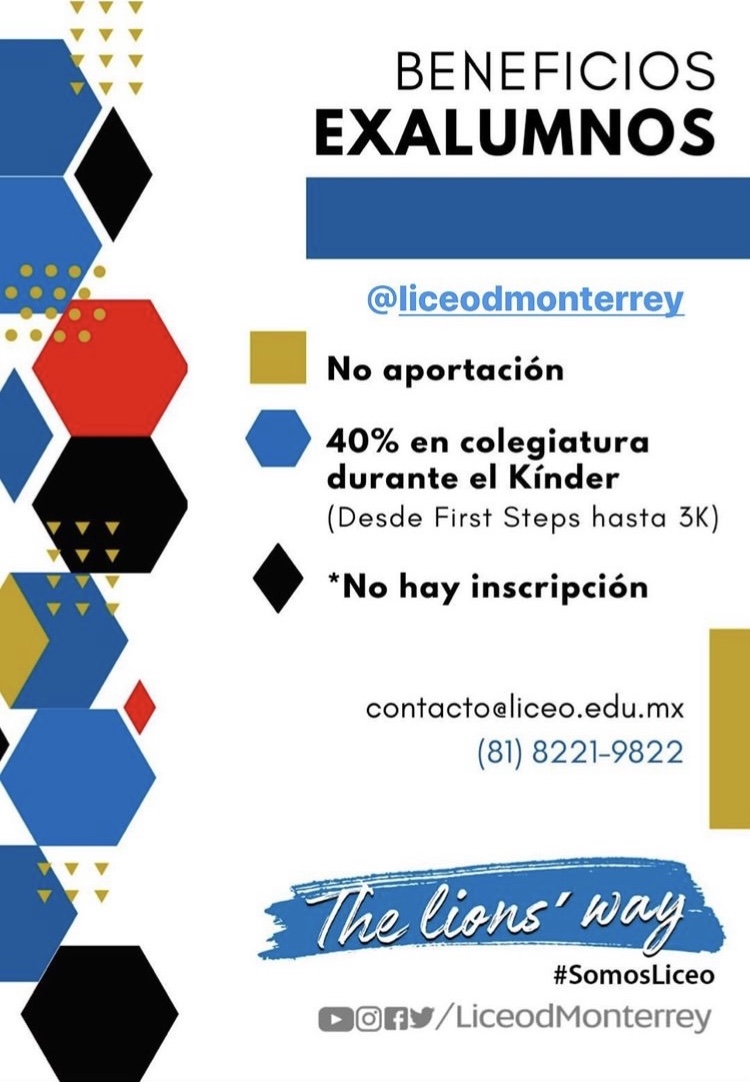 BENEFICIOS
EXALUMNOS
@liceodmonterrey
No aportación
40% en colegiatura
durante el Kínder
(Desde First Steps hasta 3K)
*No hay inscripción
contacto@liceo.edu.mx
(81) 8221-9822
The lions' way
#SomosLiceo
/LiceodMonterrey